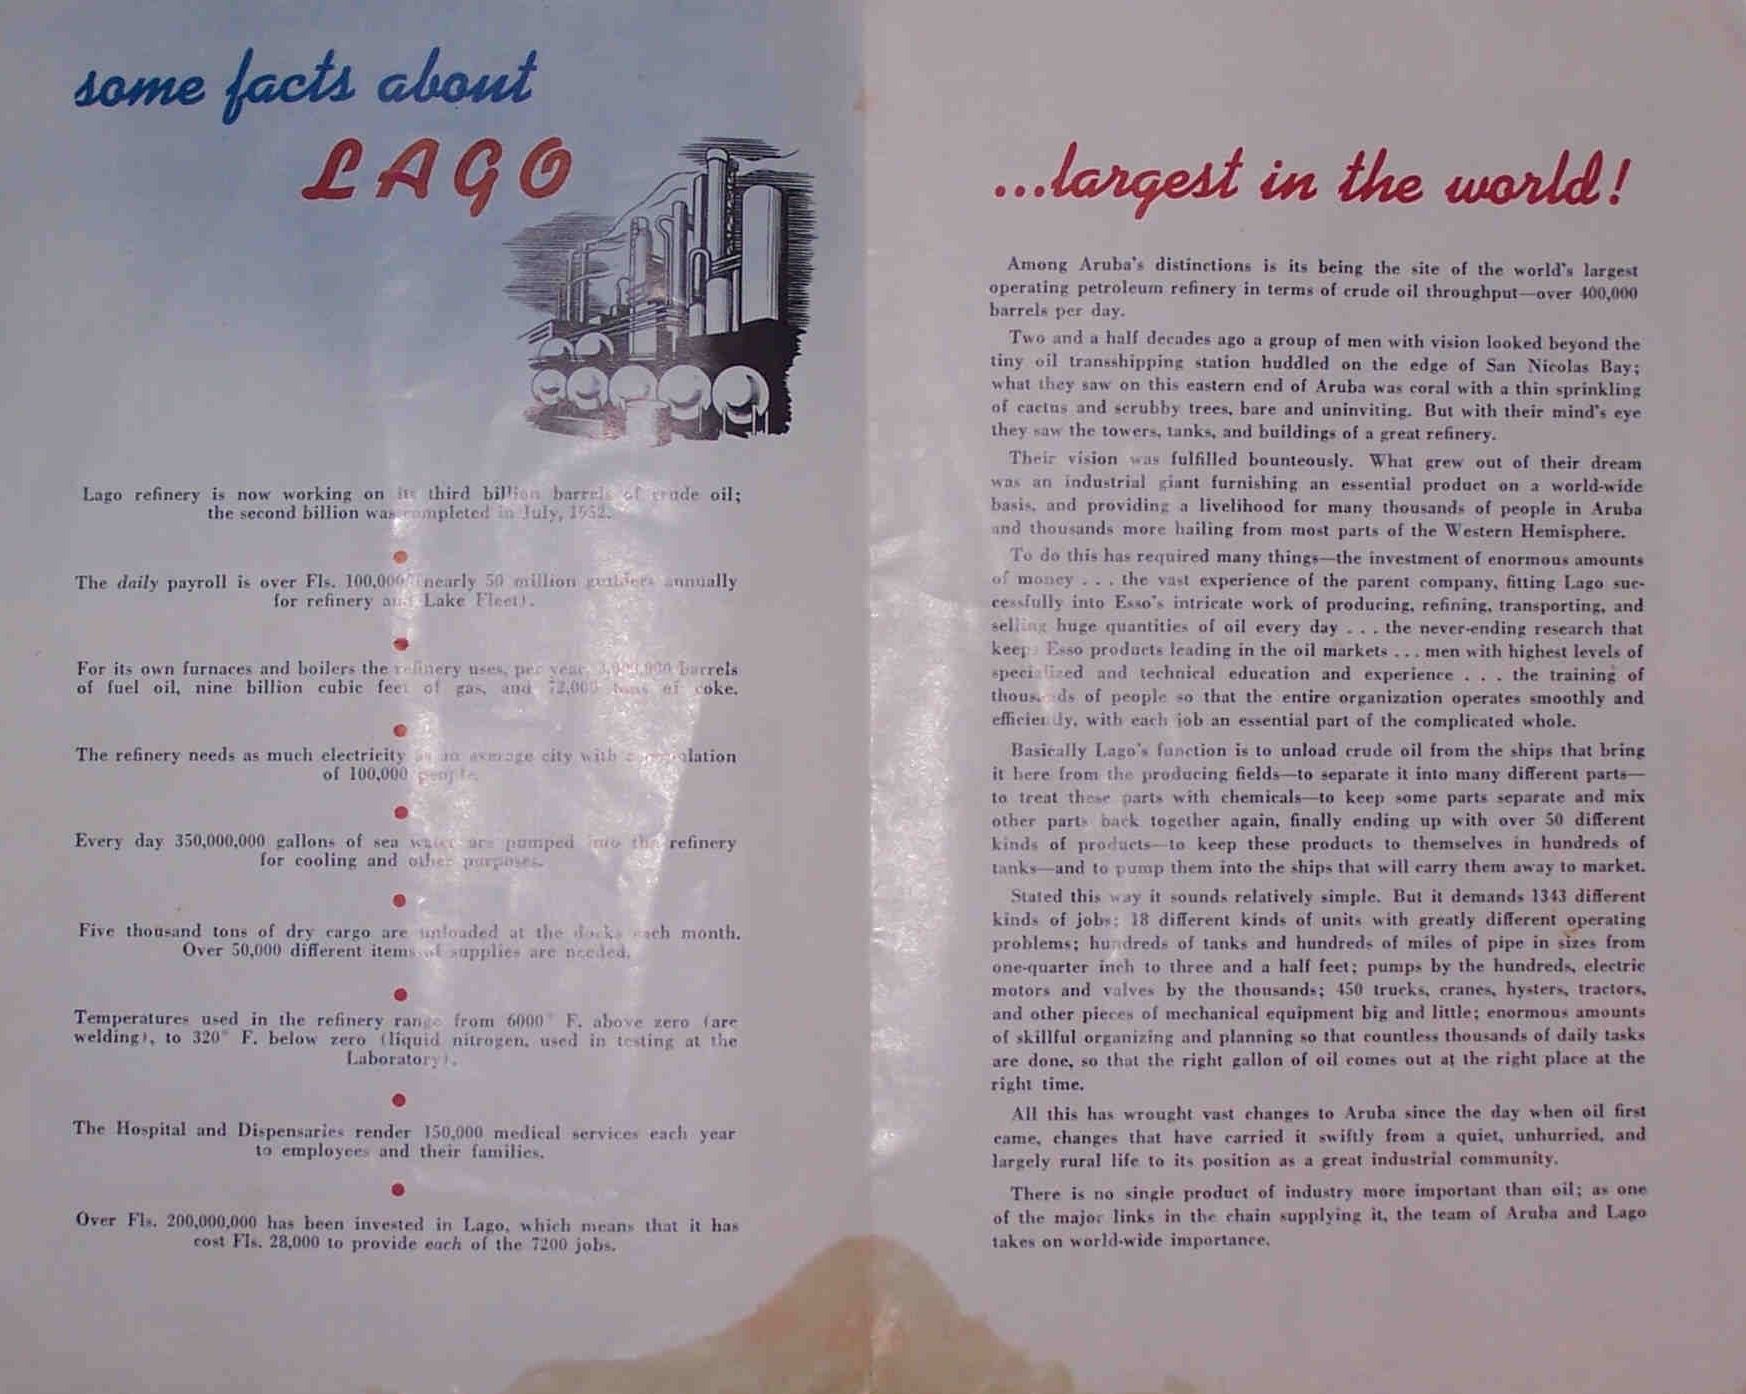 some facts about
LAGO
Lago refinery is now working on its third billion barrels of crude oil;
the second billion was completed in July, 1952.
The daily payroll is over Fls. 100,000 nearly 50 million guilders annually
for refinery and Lake Fleet).
For its own furnaces and boilers the refinery uses, per year, barrels
of fuel oil, nine billion cubic feet of gas, and 72,000 tons of coke.
The refinery needs as much electricity as an average city with a population
of 100,000 people.
Every day 350,000,000 gallons of sea water are pumped into the refinery
for cooling and other purposes.
Five thousand tons of dry cargo are unloaded at the docks each month.
Over 50,000 different items of supplies are needed.
Temperatures used in the refinery range from 6000° F. above zero (arc
welding), to 320° F. below zero (liquid nitrogen, used in testing at the
Laboratory).
The Hospital and Dispensaries render 150,000 medical services each year
to employees and their families.
Over Fls. 200,000,000 has been invested in Lago, which means that it has
cost Fls. 28,000 to provide each of the 7200 jobs.
...largest in the world!
Among Aruba's distinctions is its being the site of the world's largest
operating petroleum refinery in terms of crude oil throughput—over 400,000
barrels per day.
Two and a half decades ago a group of men with vision looked beyond the
tiny oil transshipping station huddled on the edge of San Nicolas Bay;
what they saw on this eastern end of Aruba was coral with a thin sprinkling
of cactus and scrubby trees, bare and uninviting. But with their mind's eye
they saw the towers, tanks, and buildings of a great refinery.
Their vision was fulfilled bounteously. What grew out of their dream
was an industrial giant furnishing an essential product on a world-wide
basis, and providing a livelihood for many thousands of people in Aruba
and thousands more hailing from most parts of the Western Hemisphere.
To do this has required many things—the investment of enormous amounts
of money . . . the vast experience of the parent company, fitting Lago suc-
cessfully into Esso's intricate work of producing, refining, transporting, and
selling huge quantities of oil every day . . . the never-ending research that
keeps Esso products leading in the oil markets . . . men with highest levels of
specialized and technical education and experience . . . the training of
thousands of people so that the entire organization operates smoothly and
efficiently, with each job an essential part of the complicated whole.
Basically Lago's function is to unload crude oil from the ships that bring
it here from the producing fields—to separate it into many different parts—
to treat these parts with chemicals—to keep some parts separate and mix
other parts back together again, finally ending up with over 50 different
kinds of products—to keep these products to themselves in hundreds of
tanks—and to pump them into the ships that will carry them away to market.
Stated this way it sounds relatively simple. But it demands 1343 different
kinds of jobs; 18 different kinds of units with greatly different operating
problems; hundreds of tanks and hundreds of miles of pipe in sizes from
one-quarter inch to three and a half feet; pumps by the hundreds, electric
motors and valves by the thousands; 450 trucks, cranes, hysters, tractors,
and other pieces of mechanical equipment big and little; enormous amounts
of skillful organizing and planning so that countless thousands of daily tasks
are done, so that the right gallon of oil comes out at the right place at the
right time.
All this has wrought vast changes to Aruba since the day when oil first
came, changes that have carried it swiftly from a quiet, unhurried, and
largely rural life to its position as a great industrial community.
There is no single product of industry more important than oil; as one
of the major links in the chain supplying it, the team of Aruba and Lago
takes on world-wide importance.